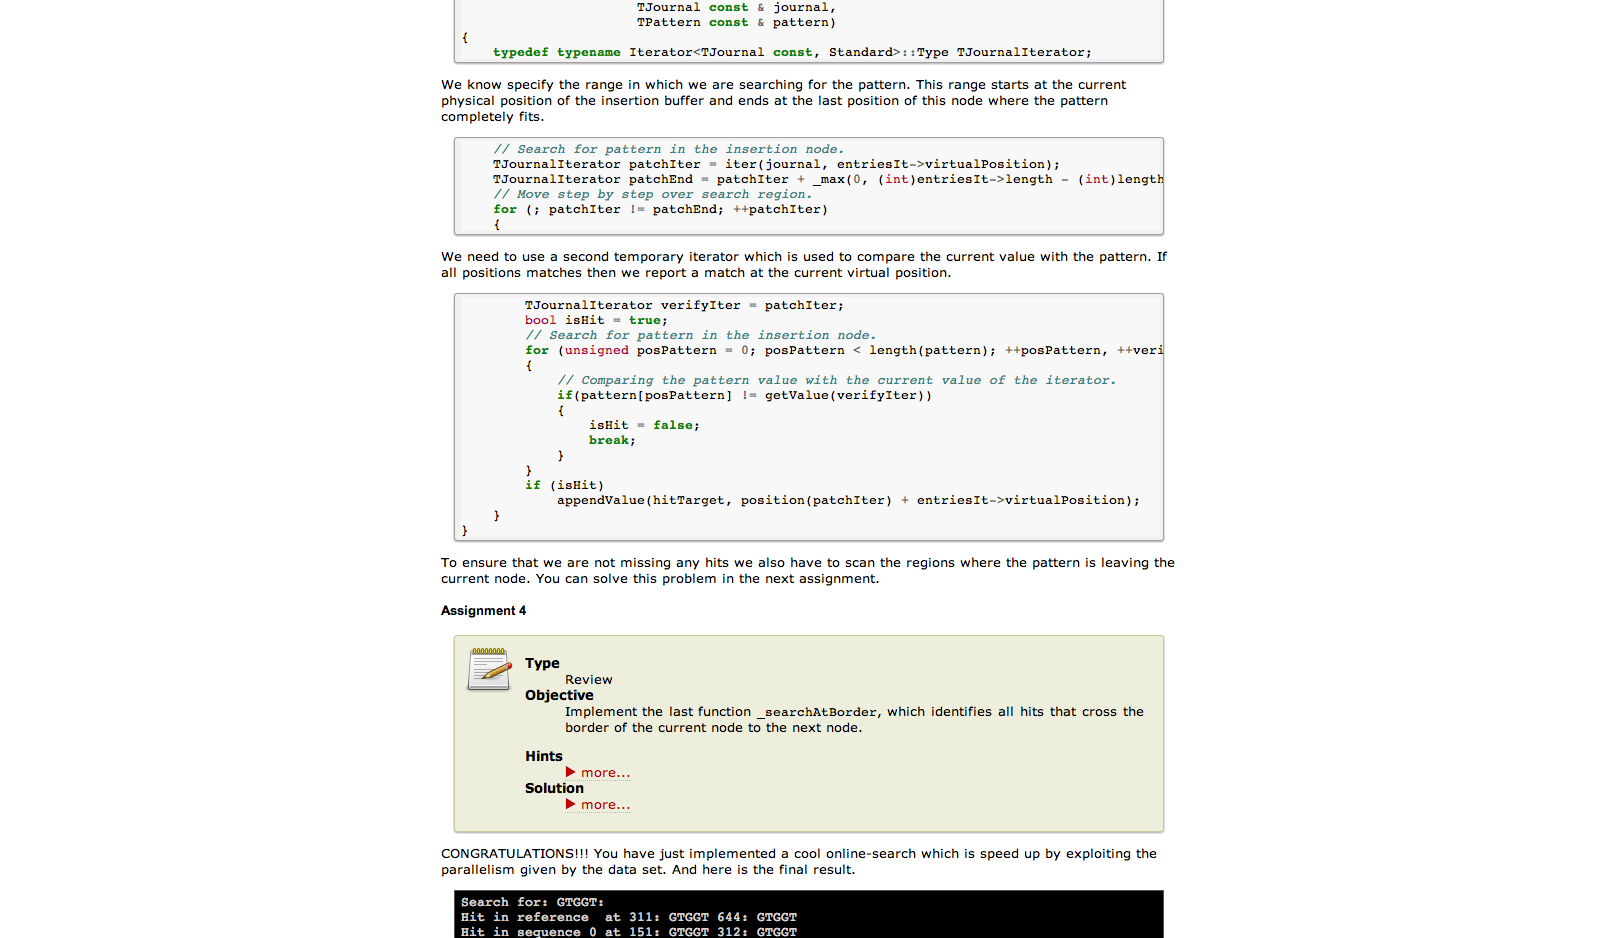 TJournal const & journal,
TPattern const & pattern)
{
typedef typename Iterator<TJournal const, Standard>::Type TJournalIterator;
We know specify the range in which we are searching for the pattern. This range starts at the current
physical position of the insertion buffer and ends at the last position of this node where the pattern
completely fits.
// Search for pattern in the insertion node.
TJournalIterator patchIter = iter(journal, entriesIt->virtualPosition);
TJournalIterator patchEnd = patchIter + _max(0, (int)entriesIt->length - (int)length
// Move step by step over search region.
for (; patchIter != patchEnd; ++patchIter)
{
We need to use a second temporary iterator which is used to compare the current value with the pattern. If
all positions matches then we report a match at the current virtual position.
TJournalIterator verifyIter = patchIter;
bool isHit = true;
// Search for pattern in the insertion node.
for (unsigned posPattern = 0; posPattern < length(pattern); ++posPattern, ++veri
{
// Comparing the pattern value with the current value of the iterator.
if(pattern[posPattern] != getValue(verifyIter))
{
isHit = false;
break;
}
}
if (isHit)
appendValue(hitTarget, position(patchIter) + entriesIt->virtualPosition);
}
}
To ensure that we are not missing any hits we also have to scan the regions where the pattern is leaving the
current node. You can solve this problem in the next assignment.
Assignment 4
Type
Review
Objective
Implement the last function _searchAtBorder, which identifies all hits that cross the
border of the current node to the next node.
Hints
more...
Solution
more...
CONGRATULATIONS!!! You have just implemented a cool online-search which is speed up by exploiting the
parallelism given by the data set. And here is the final result.
Search for: GTGGT:
Hit in reference  at 311: GTGGT 644: GTGGT
Hit in sequence 0 at 151: GTGGT 312: GTGGT